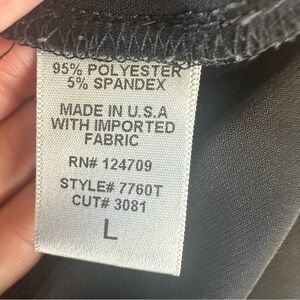 95% POLYESTER
5% SPANDEX
MADE IN U.S.A
WITH IMPORTED
FABRIC
RN# 124709
STYLE# 7760T
CUT# 3081
L